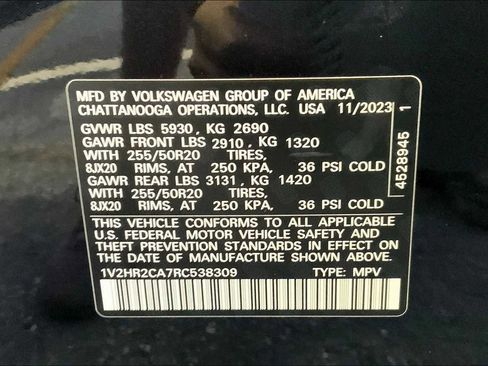 MFD BY VOLKSWAGEN GROUP OF AMERICA
CHATTANOOGA OPERATIONS, LLC. USA 11/2023
GVWR LBS 5930, KG 2690
GAWR FRONT LBS 2910, KG 1320
WITH 255/50R20 TIRES,
8JX20 RIMS, AT 250 KPA, 36 PSI COLD
GAWR REAR LBS 3131, KG 1420
WITH 255/50R20 TIRES,
8JX20 RIMS, AT 250 KPA, 36 PSI COLD
THIS VEHICLE CONFORMS TO ALL APPLICABLE
U.S. FEDERAL MOTOR VEHICLE SAFETY AND
THEFT PREVENTION STANDARDS IN EFFECT ON
THE DATE OF MANUFACTURE SHOWN ABOVE.
1V2HR2CA7RC538309 TYPE: MPV
4528945 1